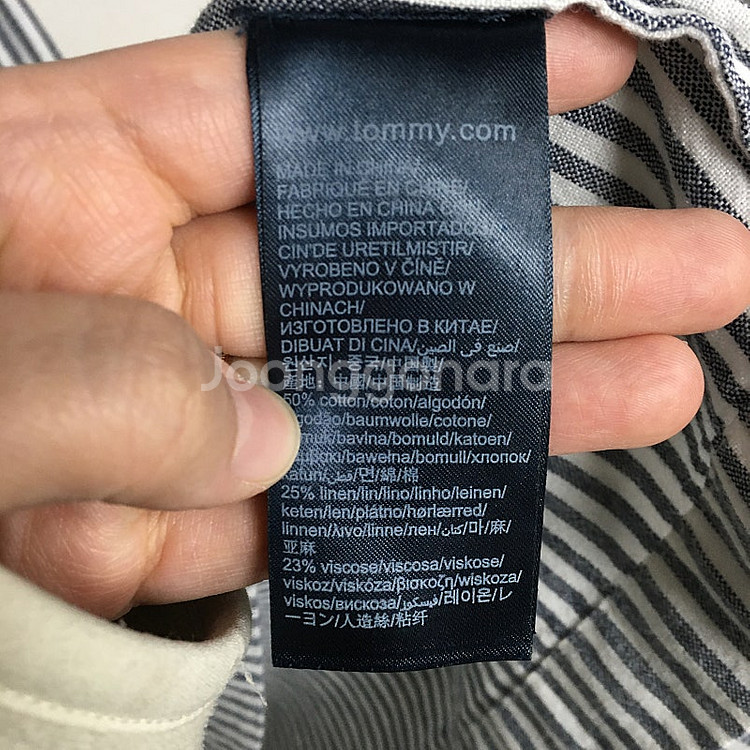 www.tommy.com
MADE IN CHINA/
FABRIQUE EN CHINE/
HECHO EN CHINA C/
INSUMOS IMPORTADOS/
CIN'DE URETILMISTIR/
VYROBENO V ČÍNĚ/
WYPRODUKOWANO W
CHINACH/
ИЗГОТОВЛЕНО В КИТАЕ/
DIBUAT DI CINA/صنع في الصين/
원산지: 중국/中国製/
Joonagonara
產地: 中國/中国制造
50% cotton/coton/algodón/
baumwolle/cotone/
bavlna/bomuld/katoen/
bawełna/bomull/хлопок/
katun/قطن/면/綿/棉
25% linen/lin/lino/linho/leinen/
keten/len/plátno/hørlærred/
linnen/λινο/linne/лен/كتان/마/麻/
亚麻
23% viscose/viscosa/viskose/
viskoz/viskóza/βισκοζη/wiskoza/
viskos/вискоза/فيسكوز/레이온/レ
ーヨン/人造絲/粘纤